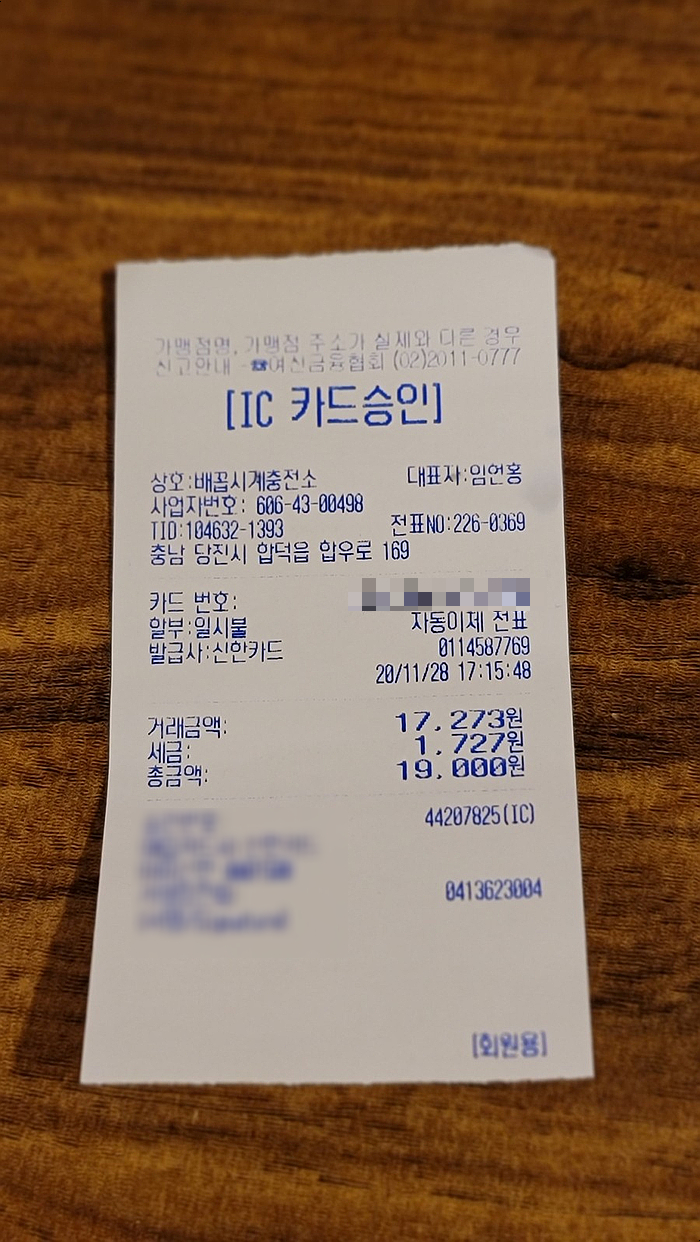 가맹점명, 가맹점 주소가 실제와 다른 경우
신고안내 -☎여신금융협회 (02)2011-0777
[IC 카드승인]
상호:배꼽시계충전소 대표자:임언홍
사업자번호: 606-43-00498
TID:104632-1393 전표NO:226-0369
충남 당진시 합덕읍 합우로 169
카드 번호:
할부:일시불 자동이체 전표
발급사:신한카드 0114587769
20/11/28 17:15:48
거래금액: 17,273원
세금: 1,727원
총금액: 19,000원
44207825(IC)
0413623004
[회원용]